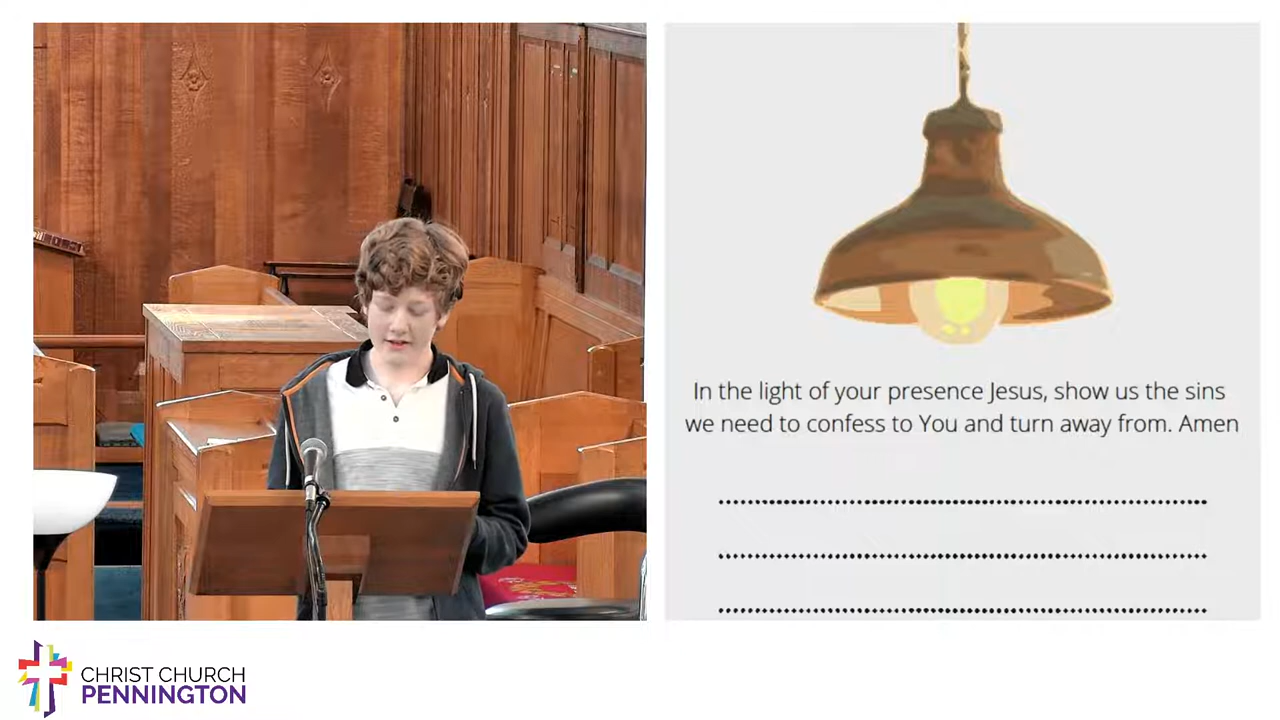 In the light of your presence Jesus, show us the sins
we need to confess to You and turn away from. Amen
CHRIST CHURCH
PENNINGTON